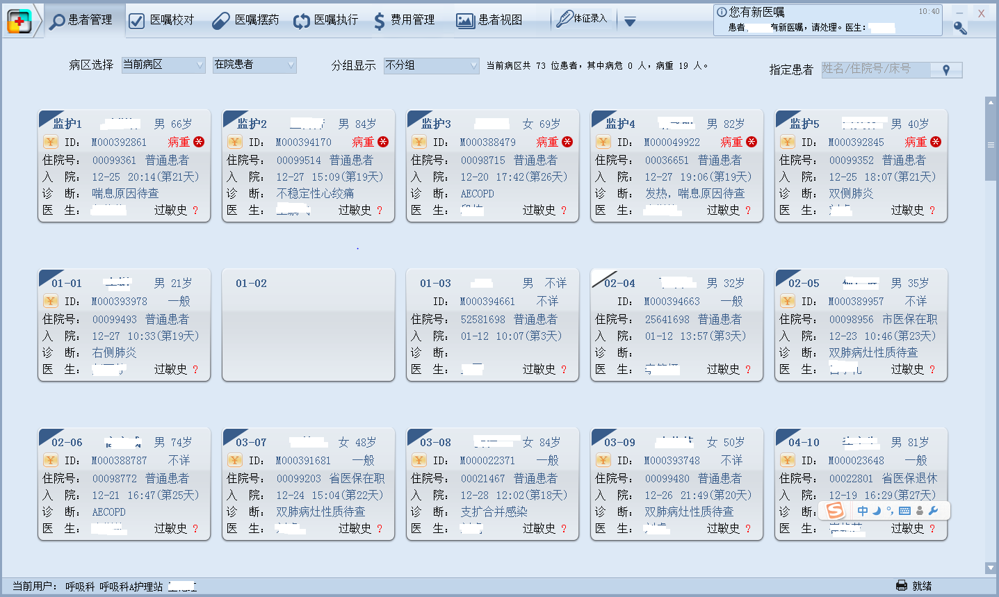 患者管理 医嘱校对 医嘱摆药 医嘱执行 费用管理 患者视图 体征录入
您有新医嘱 10:40
患者 有新医嘱，请处理。医生：
病区选择 当前病区 在院患者 分组显示 不分组 当前病区共 73 位患者，其中病危 0 人，病重 19 人。 指定患者 姓名/住院号/床号
监护1 男 66岁
ID: M000392861 病重
住院号: 00099361 普通患者
入 院: 12-25 20:14(第21天)
诊 断: 喘息原因待查
医 生: 过敏史 ?
监护2 男 84岁
ID: M000394170 病重
住院号: 00099514 普通患者
入 院: 12-27 15:09(第19天)
诊 断: 不稳定性心绞痛
医 生: 过敏史 ?
监护3 女 69岁
ID: M000388479 病重
住院号: 00098715 普通患者
入 院: 12-20 17:42(第26天)
诊 断: AECOPD
医 生: 过敏史 ?
监护4 男 82岁
ID: M000049922 病重
住院号: 00036651 普通患者
入 院: 12-27 19:06(第19天)
诊 断: 发热，喘息原因待查
医 生: 过敏史 ?
监护5 男 40岁
ID: M000392845 病重
住院号: 00099352 普通患者
入 院: 12-25 18:07(第21天)
诊 断: 双侧肺炎
医 生: 过敏史 ?
01-01 男 21岁
ID: M000393978 一般
住院号: 00099493 普通患者
入 院: 12-27 10:33(第19天)
诊 断: 右侧肺炎
医 生: 过敏史 ?
01-02
01-03 男 不详
ID: M000394661 不详
住院号: 52581698 普通患者
入 院: 01-12 10:07(第3天)
诊 断:
医 生: 过敏史 ?
02-04 男 32岁
ID: M000394663 一般
住院号: 25641698 普通患者
入 院: 01-12 13:57(第3天)
诊 断:
医 生: 过敏史 ?
02-05 男 35岁
ID: M000389957 不详
住院号: 00098956 市医保在职
入 院: 12-23 10:46(第23天)
诊 断: 双肺病灶性质待查
医 生: 过敏史 ?
02-06 男 74岁
ID: M000388787 不详
住院号: 00098772 普通患者
入 院: 12-21 16:47(第25天)
诊 断: AECOPD
医 生: 过敏史 ?
03-07 女 48岁
ID: M000391681 一般
住院号: 00099203 省医保在职
入 院: 12-24 15:04(第22天)
诊 断: 双肺病灶性质待查
医 生: 过敏史 ?
03-08 女 84岁
ID: M000022371 一般
住院号: 00021467 普通患者
入 院: 12-28 12:02(第18天)
诊 断: 支扩合并感染
医 生: 过敏史 ?
03-09 女 50岁
ID: M000393748 不详
住院号: 00099480 普通患者
入 院: 12-26 21:49(第20天)
诊 断: 双肺病灶性质待查
医 生: 过敏史 ?
04-10 男 81岁
ID: M000023648 一般
住院号: 00022801 省医保退休
入 院: 12-19 16:29(第27天)
诊 断:
医 生: 过敏史 ?
中
当前用户: 呼吸科 呼吸科A护理站 就绪